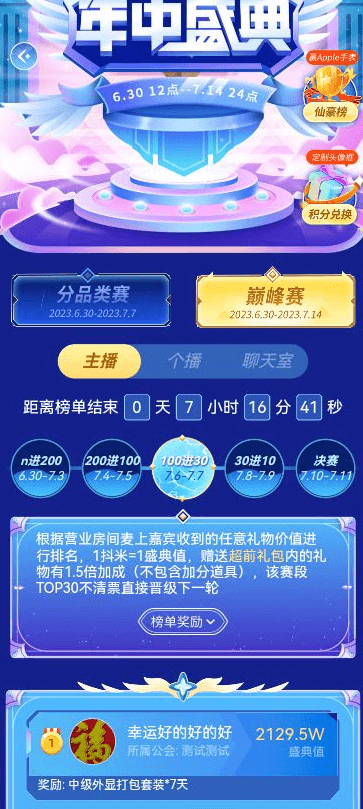 年中盛典
赢Apple手表
6.30 12点--7.14 24点
仙豪榜
定制头像框
积分兑换
分品类赛
2023.6.30-2023.7.7
巅峰赛
2023.6.30-2023.7.14
主播
个播
聊天室
距离榜单结束 0 天 7 小时 16 分 41 秒
n进200
6.30-7.3
200进100
7.4-7.5
100进30
7.6-7.7
30进10
7.8-7.9
决赛
7.10-7.11
根据营业房间麦上嘉宾收到的任意礼物价值进
行排名，1抖米=1盛典值，赠送超前礼包内的礼
物有1.5倍加成（不包含加分道具），该赛段
TOP30不清票直接晋级下一轮
榜单奖励
1
福
幸运好的好的好
所属公会: 测试测试
2129.5W
盛典值
奖励: 中级外显打包套装*7天